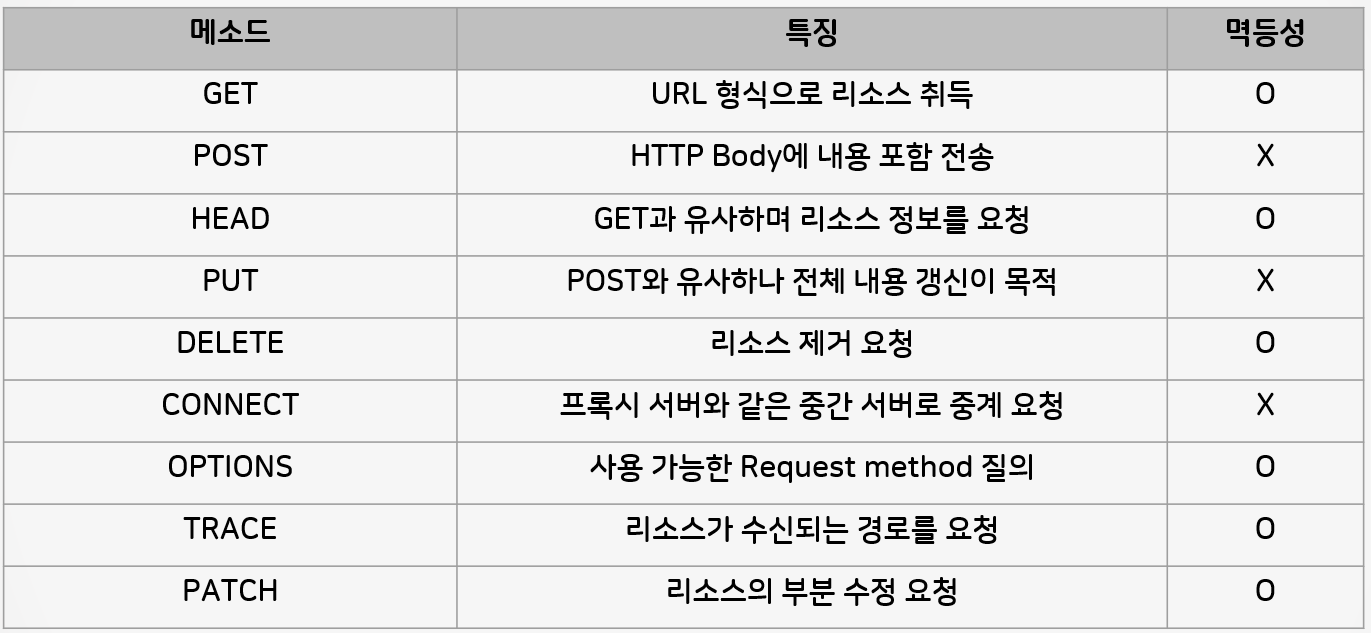 메소드 특징 멱등성
GET URL 형식으로 리소스 취득 O
POST HTTP Body에 내용 포함 전송 X
HEAD GET과 유사하며 리소스 정보를 요청 O
PUT POST와 유사하나 전체 내용 갱신이 목적 X
DELETE 리소스 제거 요청 O
CONNECT 프록시 서버와 같은 중간 서버로 중계 요청 X
OPTIONS 사용 가능한 Request method 질의 O
TRACE 리소스가 수신되는 경로를 요청 O
PATCH 리소스의 부분 수정 요청 O